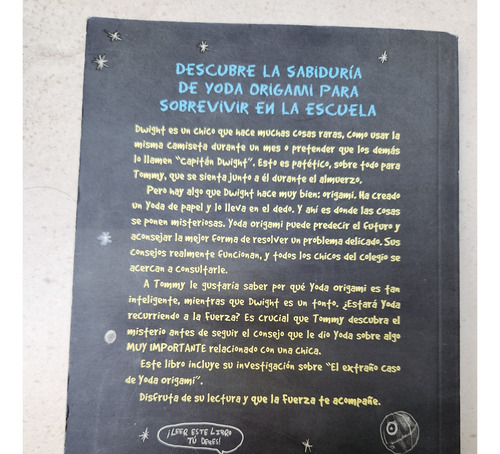 DESCUBRE LA SABIDURÍA
DE YODA ORIGAMI PARA
SOBREVIVIR EN LA ESCUELA
Dwight es un chico que hace muchas cosas raras, como usar la
misma camiseta durante un mes o pretender que los demás
lo llamen "Capitán Dwight". Esto es patético, sobre todo para
Tommy, que se sienta junto a él durante el almuerzo.
Pero hay algo que Dwight hace muy bien: origami. Ha creado
un Yoda de papel y lo lleva en el dedo. Y ahí es donde las cosas
se ponen misteriosas. Yoda origami puede predecir el futuro y
aconsejar la mejor forma de resolver un problema delicado. Sus
consejos realmente funcionan, y todos los chicos del colegio se
acercan a consultarle.
A Tommy le gustaría saber por qué Yoda origami es tan
inteligente, mientras que Dwight es un tonto. ¿Estará Yoda
recurriendo a la Fuerza? Es crucial que Tommy descubra el
misterio antes de seguir el consejo que le dio Yoda sobre algo
MUY IMPORTANTE relacionado con una chica.
Este libro incluye su investigación sobre "El extraño caso
de Yoda origami".
Disfruta de su lectura y que la Fuerza te acompañe.
¡LEER ESTE LIBRO
TÚ DEBES!